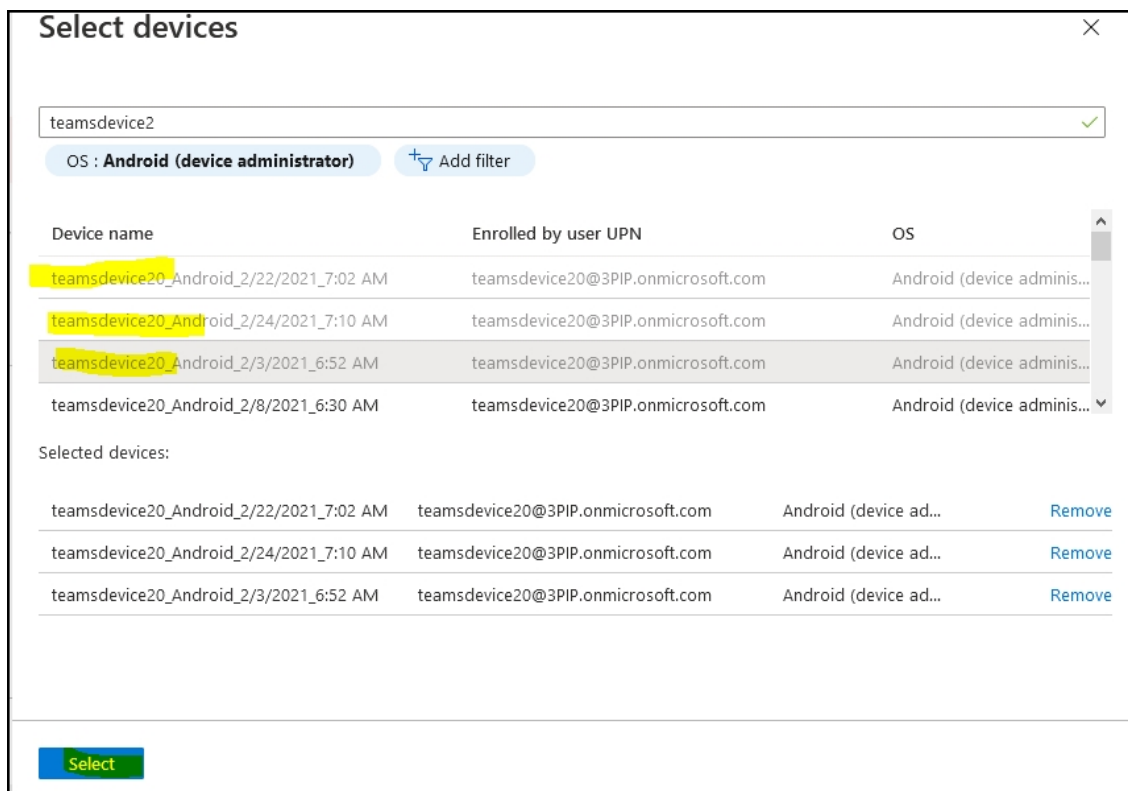 Select devices
teamsdevice2
OS : Android (device administrator) Add filter
Device name Enrolled by user UPN OS
teamsdevice20_Android_2/22/2021_7:02 AM teamsdevice20@3PIP.onmicrosoft.com Android (device adminis...
teamsdevice20_Android_2/24/2021_7:10 AM teamsdevice20@3PIP.onmicrosoft.com Android (device adminis...
teamsdevice20_Android_2/3/2021_6:52 AM teamsdevice20@3PIP.onmicrosoft.com Android (device adminis...
teamsdevice20_Android_2/8/2021_6:30 AM teamsdevice20@3PIP.onmicrosoft.com Android (device adminis...
Selected devices:
teamsdevice20_Android_2/22/2021_7:02 AM teamsdevice20@3PIP.onmicrosoft.com Android (device ad... Remove
teamsdevice20_Android_2/24/2021_7:10 AM teamsdevice20@3PIP.onmicrosoft.com Android (device ad... Remove
teamsdevice20_Android_2/3/2021_6:52 AM teamsdevice20@3PIP.onmicrosoft.com Android (device ad... Remove
Select